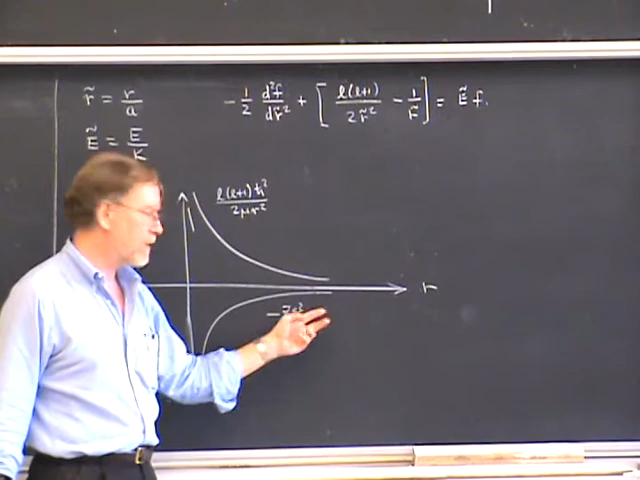 r̃ = r/a
-1/2 d²f/dr̃² + [ ℓ(ℓ+1)/2r̃² - 1/r̃ ] = Ẽ f.
Ẽ = E/K
ℓ(ℓ+1)ħ²/2μr²
r